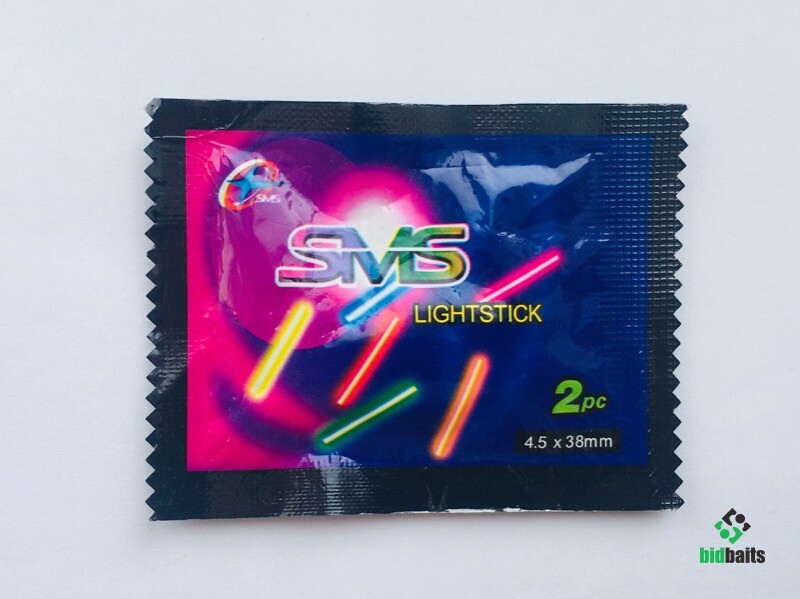 SMS
SMS
LIGHTSTICK
2pc
4.5 x 38mm
bidbaits